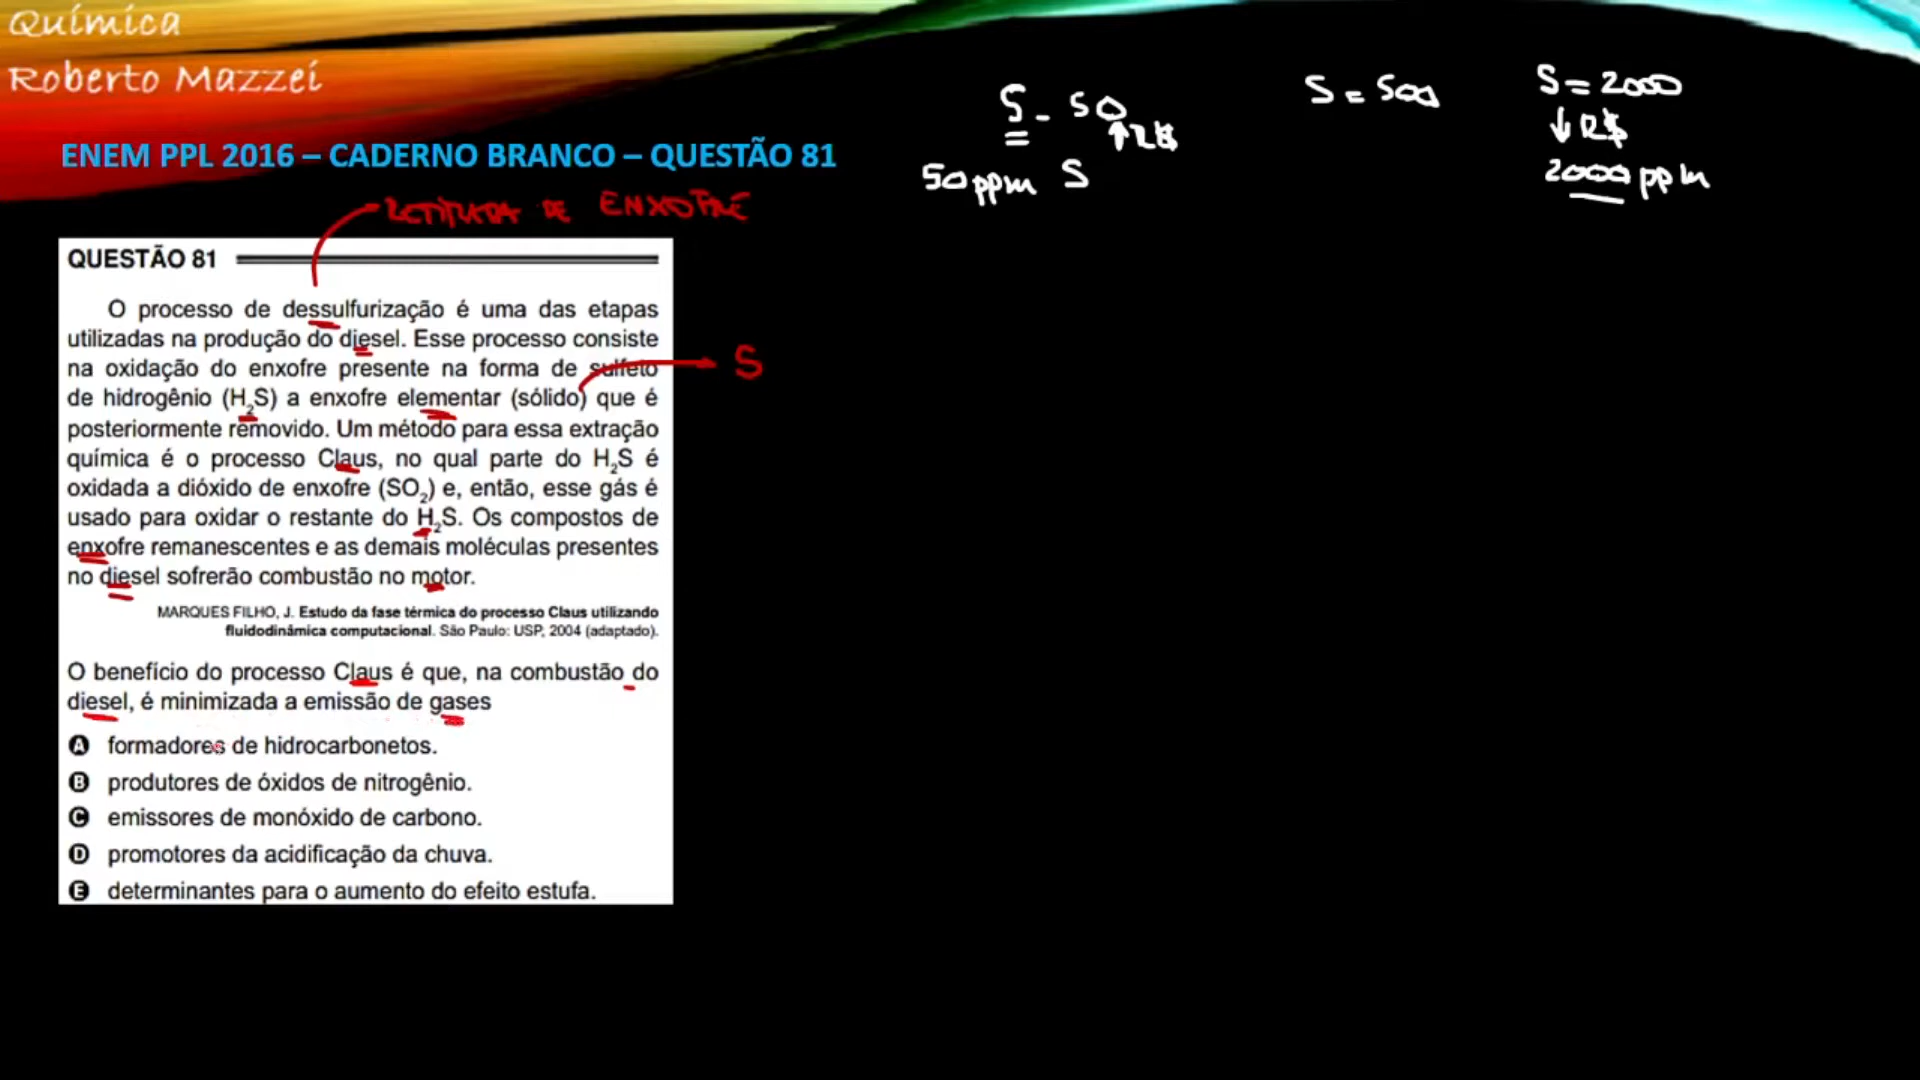 Química
Roberto Mazzei
ENEM PPL 2016 – CADERNO BRANCO – QUESTÃO 81
S - 50
↑R$
50 ppm S
S = 500
S = 2000
↓R$
2000 ppm
RETIRADA DE ENXOFRE
QUESTÃO 81
O processo de dessulfurização é uma das etapas
utilizadas na produção do diesel. Esse processo consiste
na oxidação do enxofre presente na forma de sulfeto
de hidrogênio (H₂S) a enxofre elementar (sólido) que é
posteriormente removido. Um método para essa extração
química é o processo Claus, no qual parte do H₂S é
oxidada a dióxido de enxofre (SO₂) e, então, esse gás é
usado para oxidar o restante do H₂S. Os compostos de
enxofre remanescentes e as demais moléculas presentes
no diesel sofrerão combustão no motor.
S
MARQUES FILHO, J. Estudo da fase térmica do processo Claus utilizando
fluidodinâmica computacional. São Paulo: USP, 2004 (adaptado).
O benefício do processo Claus é que, na combustão do
diesel, é minimizada a emissão de gases
A formadores de hidrocarbonetos.
B produtores de óxidos de nitrogênio.
C emissores de monóxido de carbono.
D promotores da acidificação da chuva.
E determinantes para o aumento do efeito estufa.